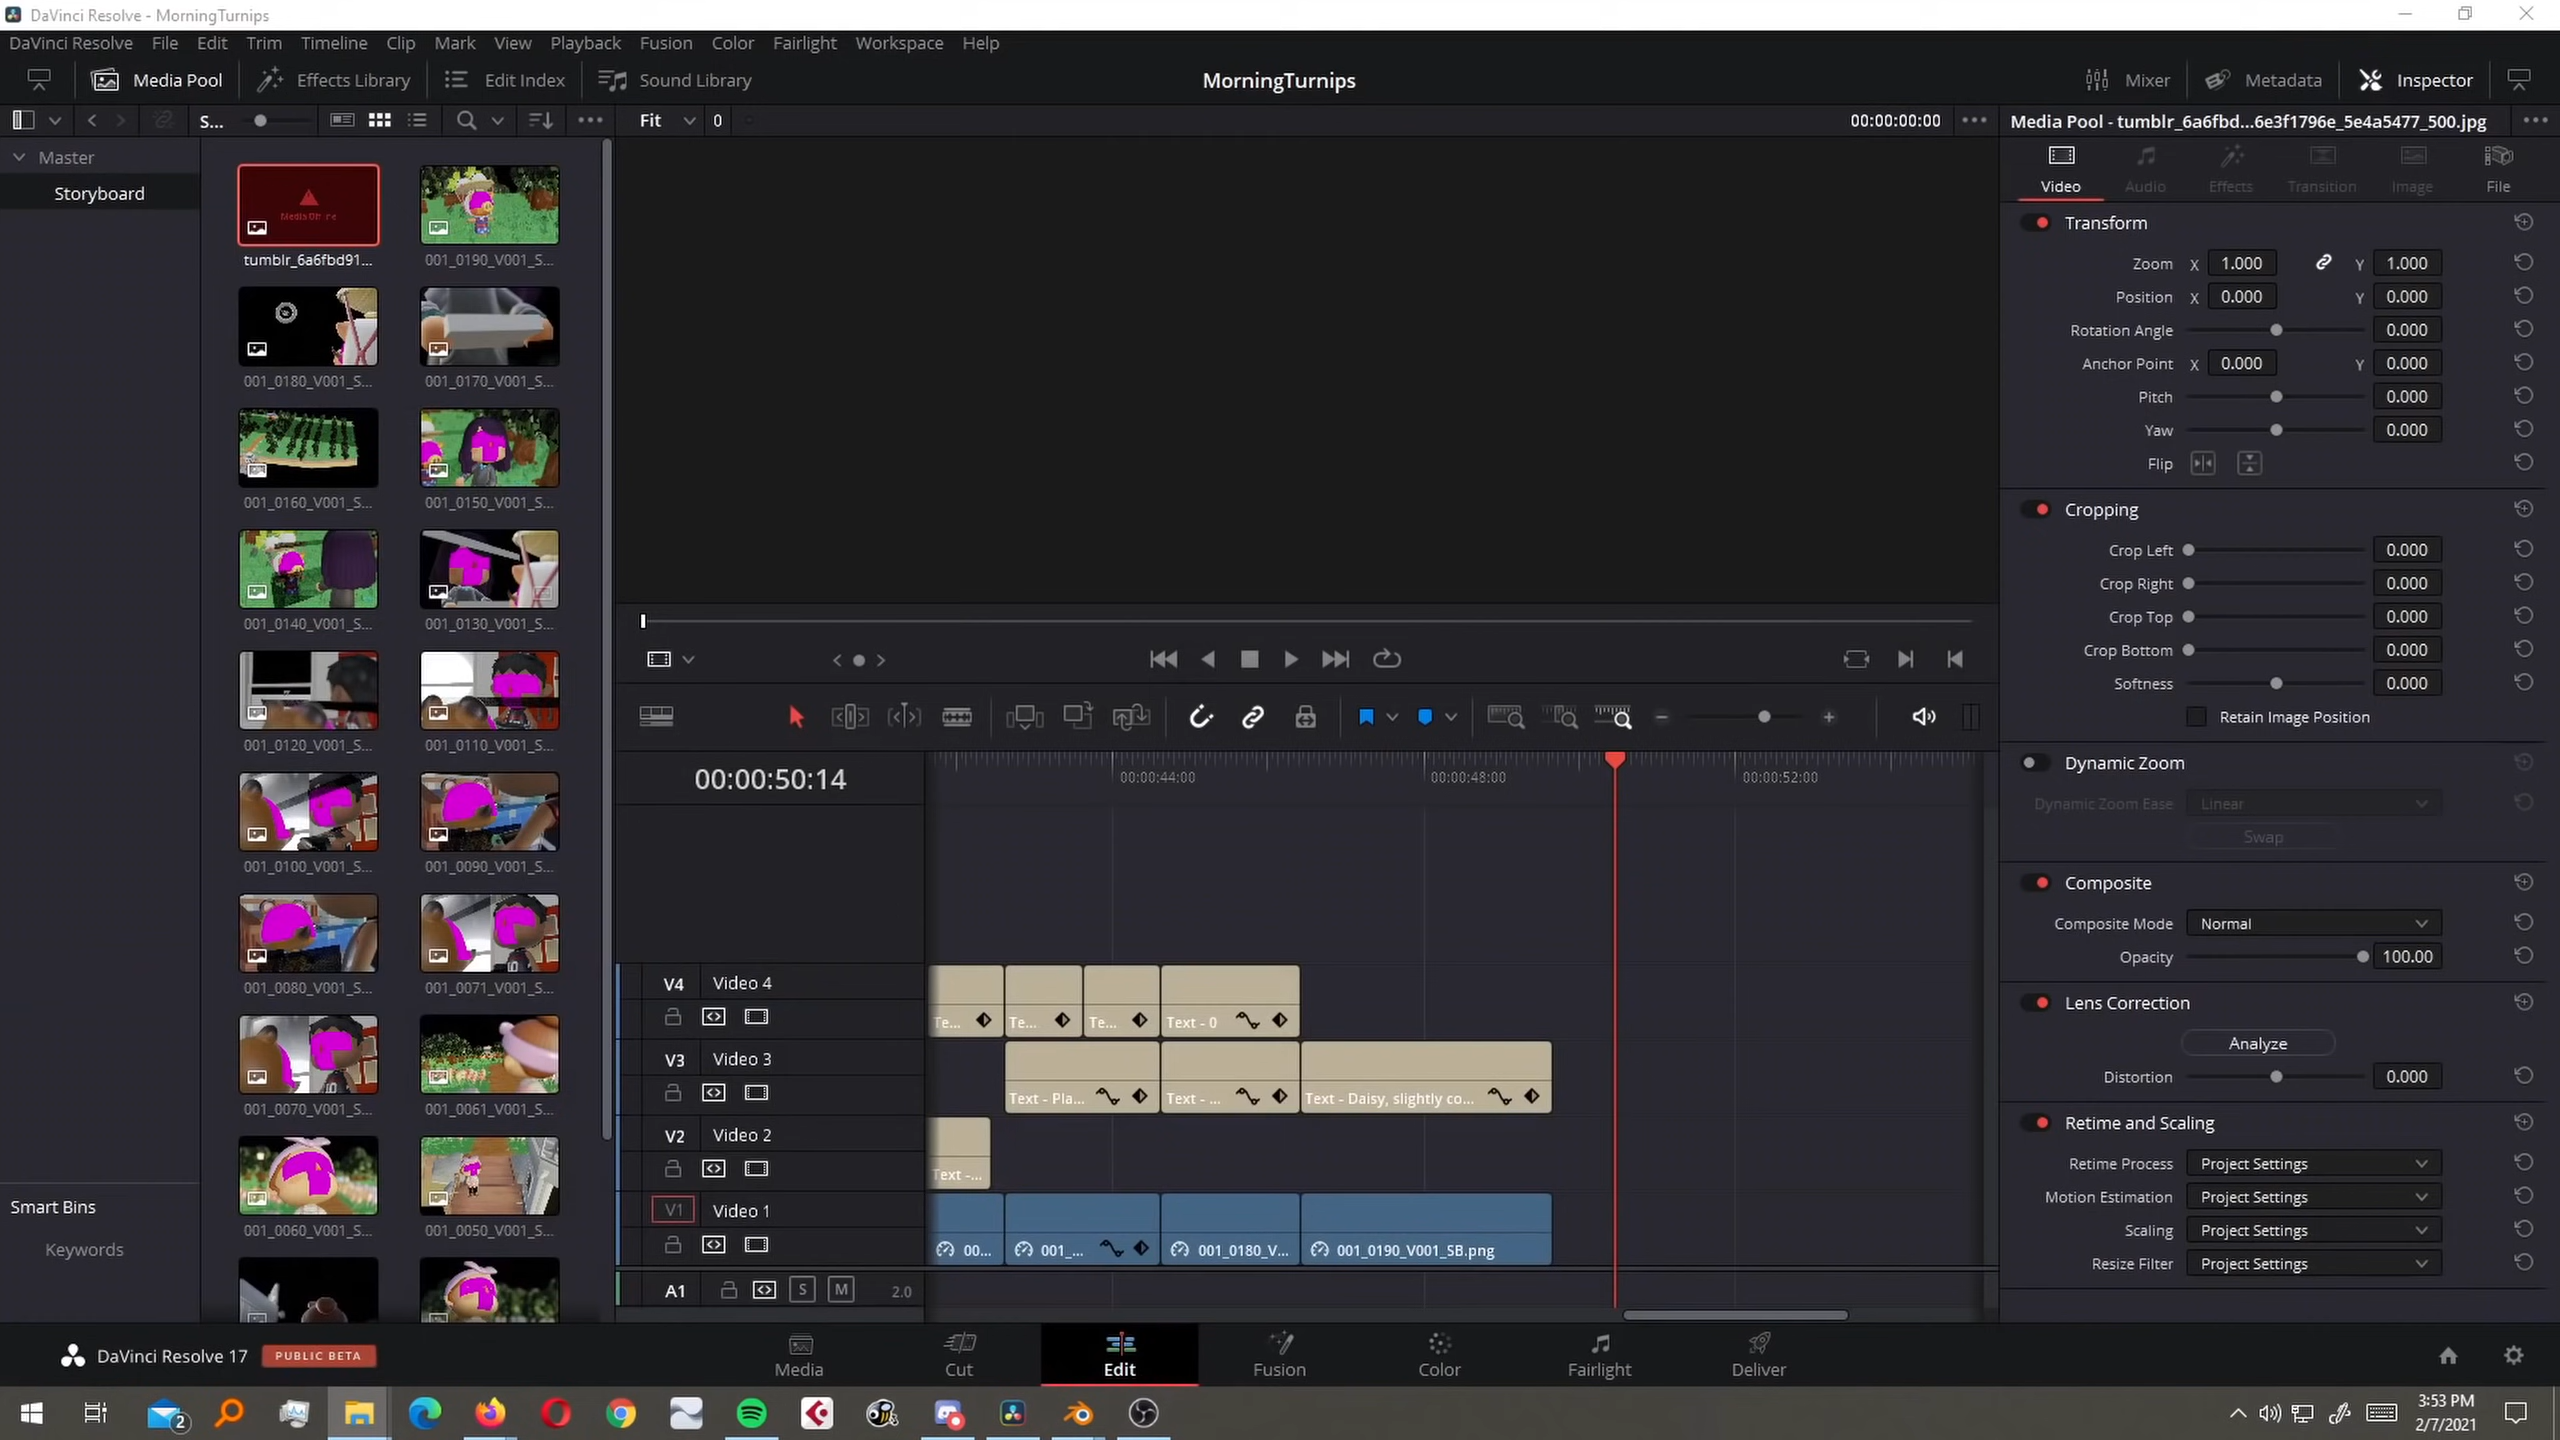 DaVinci Resolve - MorningTurnips
DaVinci Resolve File Edit Trim Timeline Clip Mark View Playback Fusion Color Fairlight Workspace Help
Media Pool Effects Library Edit Index Sound Library MorningTurnips Mixer Metadata Inspector
S... Fit 0 00:00:00:00 Media Pool - tumblr_6a6fbd...6e3f1796e_5e4a5477_500.jpg
Master
Storyboard
tumblr_6a6fbd91... 001_0190_V001_S...
001_0180_V001_S... 001_0170_V001_S...
001_0160_V001_S... 001_0150_V001_S...
001_0140_V001_S... 001_0130_V001_S...
001_0120_V001_S... 001_0110_V001_S...
001_0100_V001_S... 001_0090_V001_S...
001_0080_V001_S... 001_0071_V001_S...
001_0070_V001_S... 001_0061_V001_S...
001_0060_V001_S... 001_0050_V001_S...
Smart Bins
Keywords
00:00:50:14 00:00:44:00 00:00:48:00 00:00:52:00
V4 Video 4
Te... Te... Te... Text - 0
V3 Video 3
Text - Pla... Text - ... Text - Daisy, slightly co...
V2 Video 2
Text -...
V1 Video 1
00... 001_... 001_0180_V... 001_0190_V001_SB.png
A1 S M 2.0
Video Audio Effects Transition Image File
Transform
Zoom X 1.000 Y 1.000
Position X 0.000 Y 0.000
Rotation Angle 0.000
Anchor Point X 0.000 Y 0.000
Pitch 0.000
Yaw 0.000
Flip
Cropping
Crop Left 0.000
Crop Right 0.000
Crop Top 0.000
Crop Bottom 0.000
Softness 0.000
Retain Image Position
Dynamic Zoom
Dynamic Zoom Ease Linear
Swap
Composite
Composite Mode Normal
Opacity 100.00
Lens Correction
Analyze
Distortion 0.000
Retime and Scaling
Retime Process Project Settings
Motion Estimation Project Settings
Scaling Project Settings
Resize Filter Project Settings
DaVinci Resolve 17 PUBLIC BETA
Media Cut Edit Fusion Color Fairlight Deliver
2
3:53 PM
2/7/2021